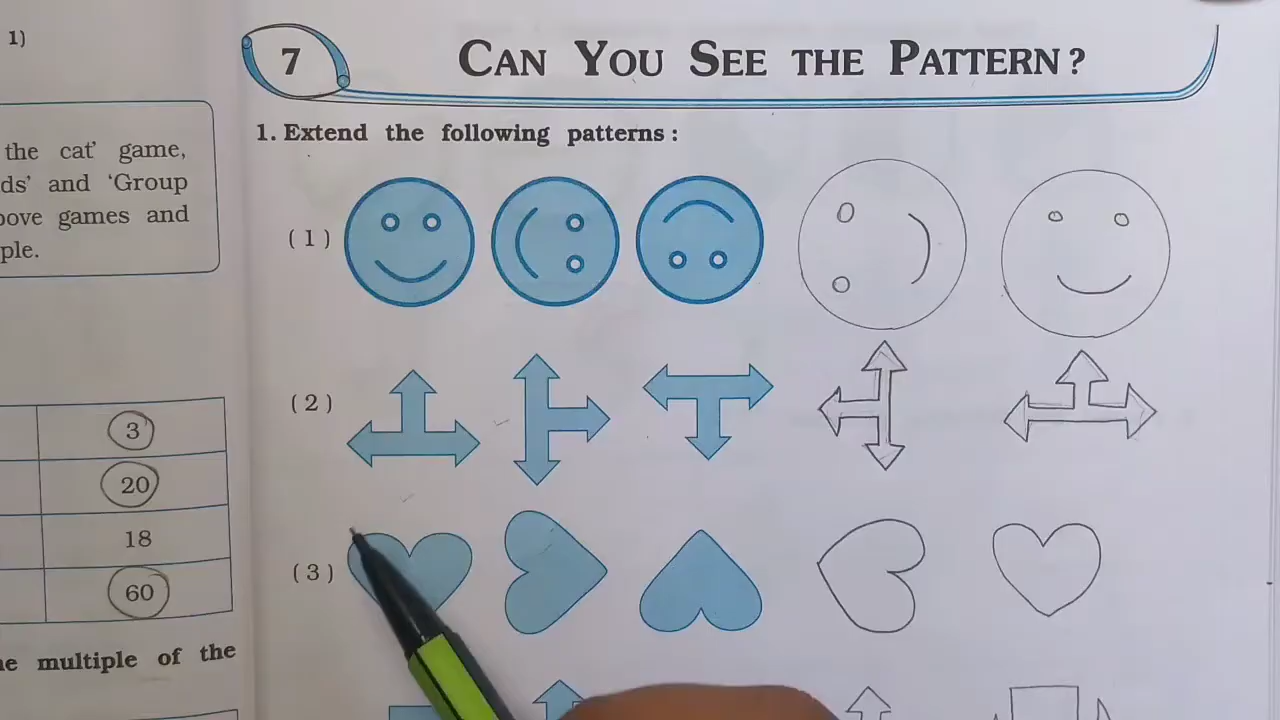 1)
the cat' game,
ds' and 'Group
bove games and
ple.
3
20
18
60
e multiple of the
7
CAN YOU SEE THE PATTERN?
1. Extend the following patterns :
( 1 )
( 2 )
( 3 )